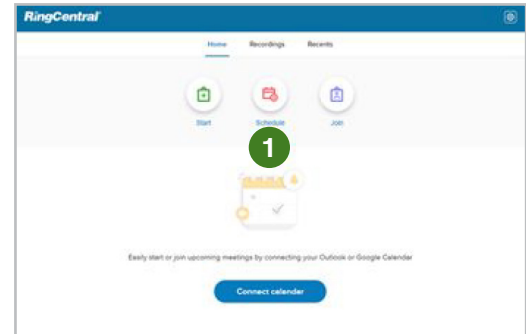 RingCentral
Home Recordings Recents
Start Schedule Join
1
Easily start or join upcoming meetings by connecting your Outlook or Google Calendar
Connect calendar